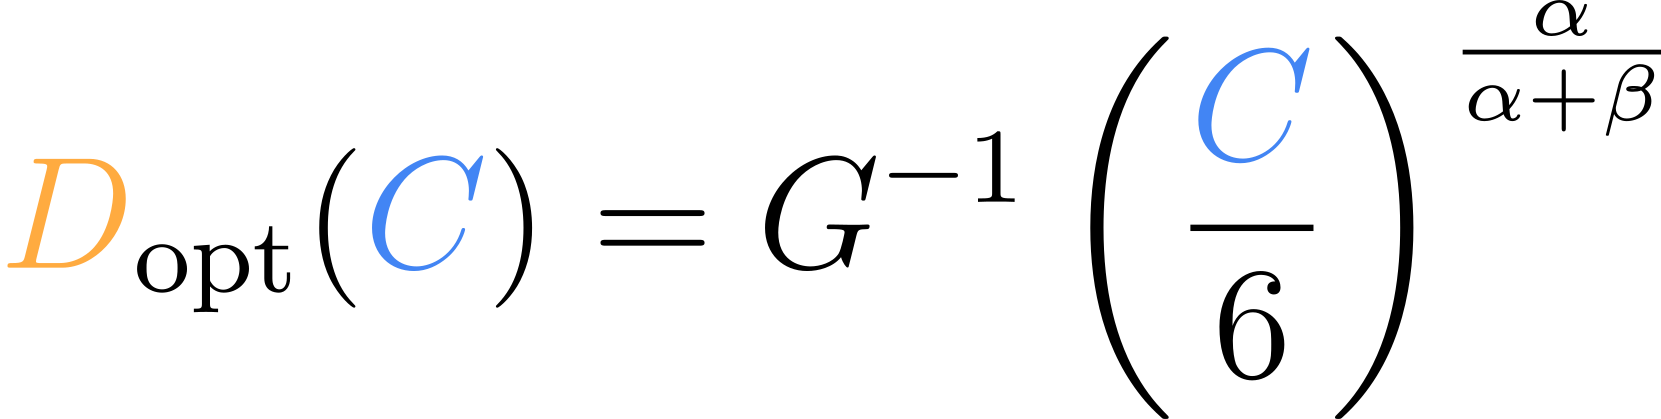 D_opt(C) = G⁻¹ (C/6)^(α/(α+β))